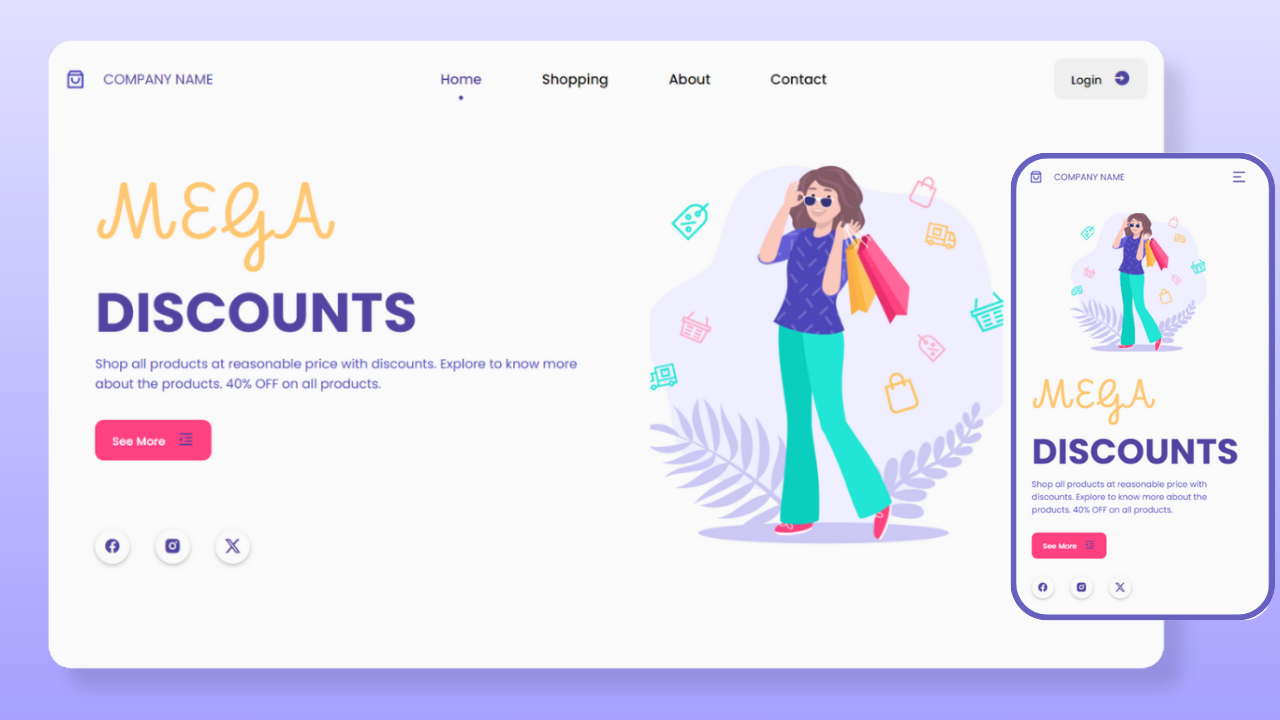 COMPANY NAME
Home
Shopping
About
Contact
Login
MEGA
DISCOUNTS
Shop all products at reasonable price with discounts. Explore to know more
about the products. 40% OFF on all products.
See More
COMPANY NAME
MEGA
DISCOUNTS
Shop all products at reasonable price with
discounts. Explore to know more about the
products. 40% OFF on all products.
See More